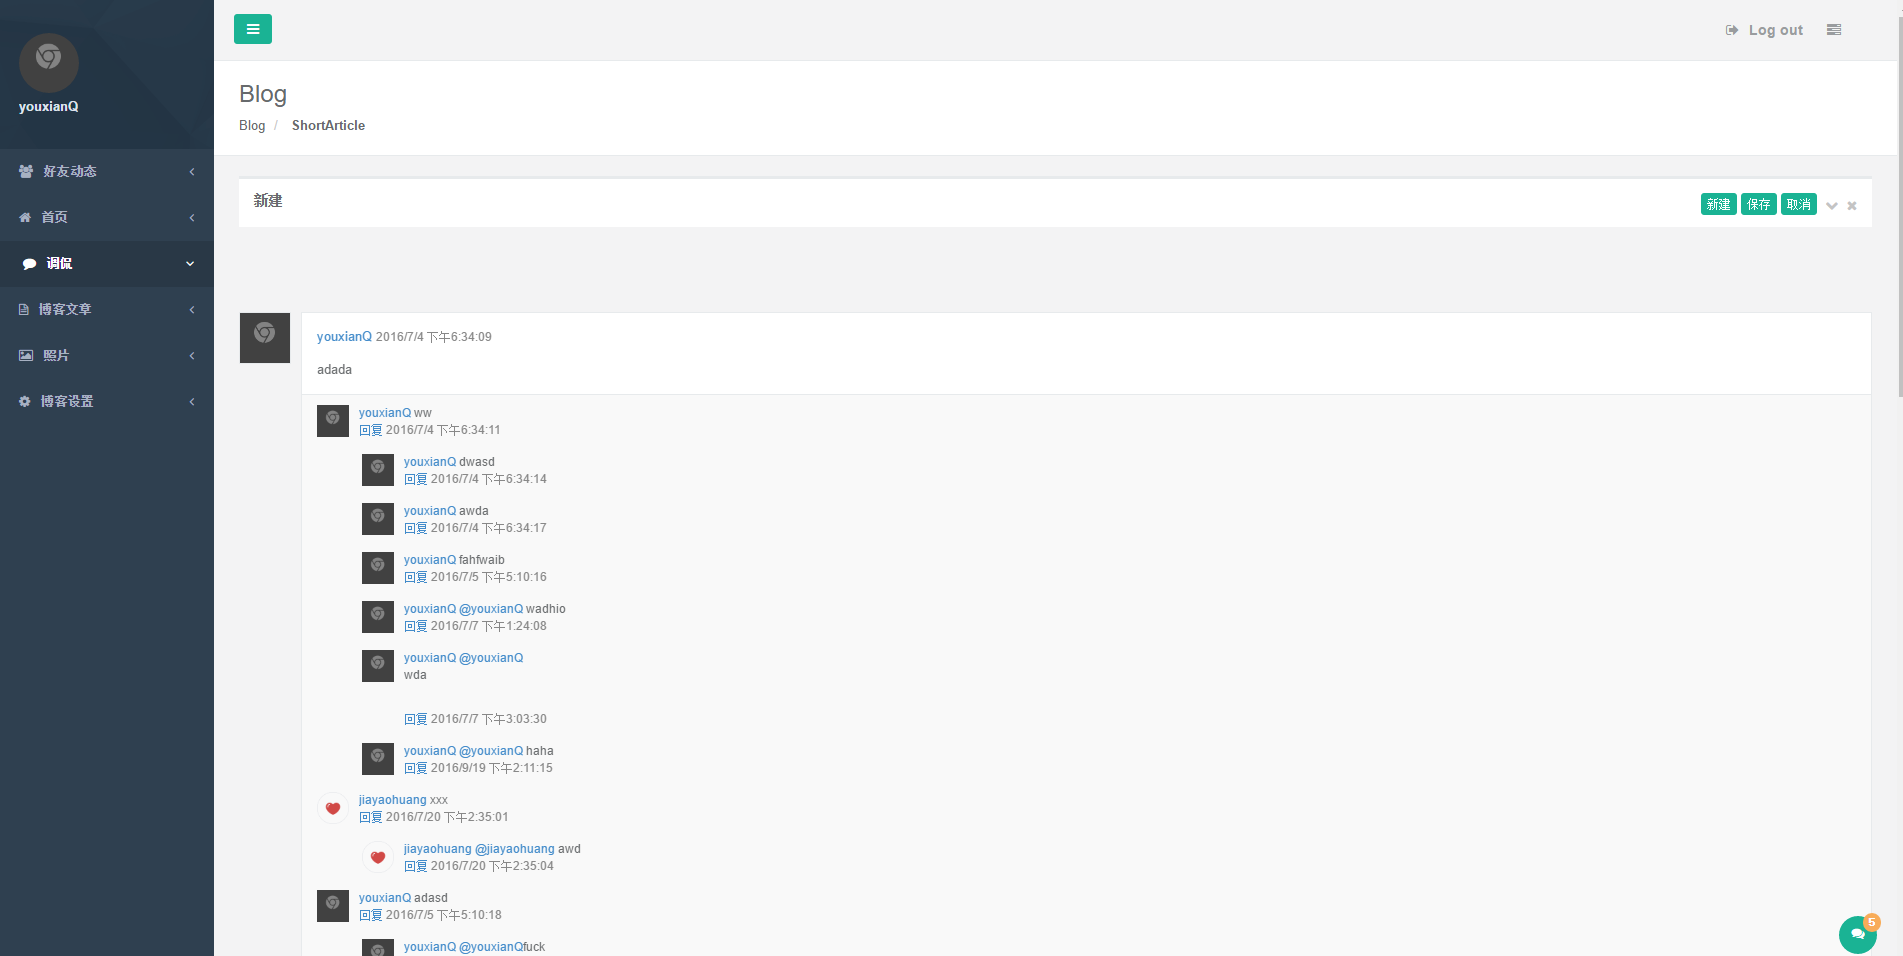 youxianQ
好友动态
首页
调侃
博客文章
照片
博客设置
Log out
Blog
Blog / ShortArticle
新建
新建 保存 取消
youxianQ 2016/7/4 下午6:34:09
adada
youxianQ ww
回复 2016/7/4 下午6:34:11
youxianQ dwasd
回复 2016/7/4 下午6:34:14
youxianQ awda
回复 2016/7/4 下午6:34:17
youxianQ fahfwaib
回复 2016/7/5 下午5:10:16
youxianQ @youxianQ wadhio
回复 2016/7/7 下午1:24:08
youxianQ @youxianQ
wda
回复 2016/7/7 下午3:03:30
youxianQ @youxianQ haha
回复 2016/9/19 下午2:11:15
jiayaohuang xxx
回复 2016/7/20 下午2:35:01
jiayaohuang @jiayaohuang awd
回复 2016/7/20 下午2:35:04
youxianQ adasd
回复 2016/7/5 下午5:10:18
youxianQ @youxianQfuck
5